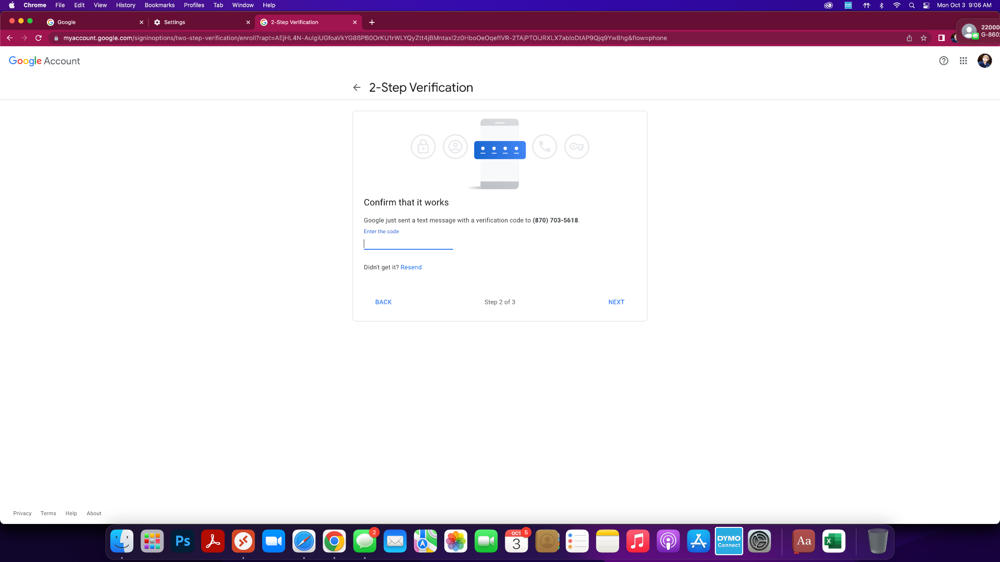 Chrome File Edit View History Bookmarks Profiles Tab Window Help Mon Oct 3 9:06 AM
Google Settings 2-Step Verification
myaccount.google.com/signinoptions/two-step-verification/enroll?rapt=AEjHL4N-AulgiUGfoaVkYG8BPB0OrKU1rWLYQyZtt4jBMntaxI2z0HboOeOqefIVR-2TAjPTOiJRXLX7abloDtAP9Qjq9Yw8hg&flow=phone
22000
G-860
Google Account
2-Step Verification
Confirm that it works
Google just sent a text message with a verification code to (870) 703-5618.
Enter the code
Didn't get it? Resend
BACK Step 2 of 3 NEXT
Privacy Terms Help About
Ps
2
OCT 5
3
DYMO
Connect
Aa
X